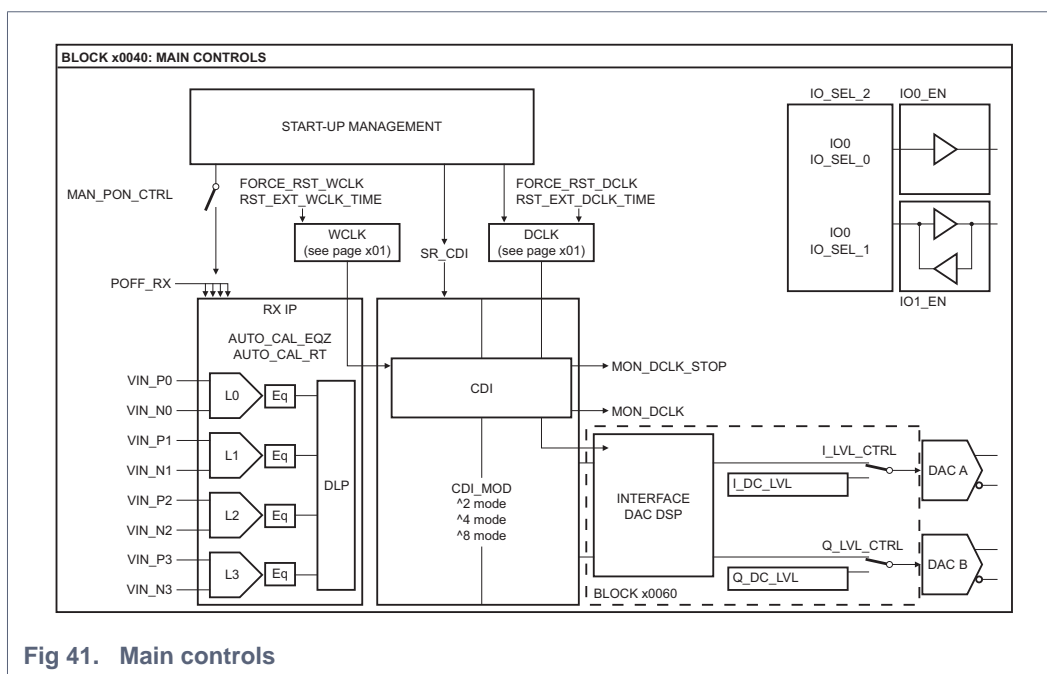 BLOCK x0040: MAIN CONTROLS
START-UP MANAGEMENT
IO_SEL_2
IO0_EN
IO0
IO_SEL_0
IO0
IO_SEL_1
IO1_EN
MAN_PON_CTRL
FORCE_RST_WCLK
RST_EXT_WCLK_TIME
FORCE_RST_DCLK
RST_EXT_DCLK_TIME
WCLK
(see page x01)
SR_CDI
DCLK
(see page x01)
POFF_RX
RX IP
AUTO_CAL_EQZ
AUTO_CAL_RT
VIN_P0
VIN_N0
L0
Eq
VIN_P1
VIN_N1
L1
Eq
VIN_P2
VIN_N2
L2
Eq
VIN_P3
VIN_N3
L3
Eq
DLP
CDI
MON_DCLK_STOP
MON_DCLK
CDI_MOD
^2 mode
^4 mode
^8 mode
INTERFACE
DAC DSP
I_LVL_CTRL
I_DC_LVL
DAC A
Q_LVL_CTRL
Q_DC_LVL
DAC B
BLOCK x0060
Fig 41. Main controls